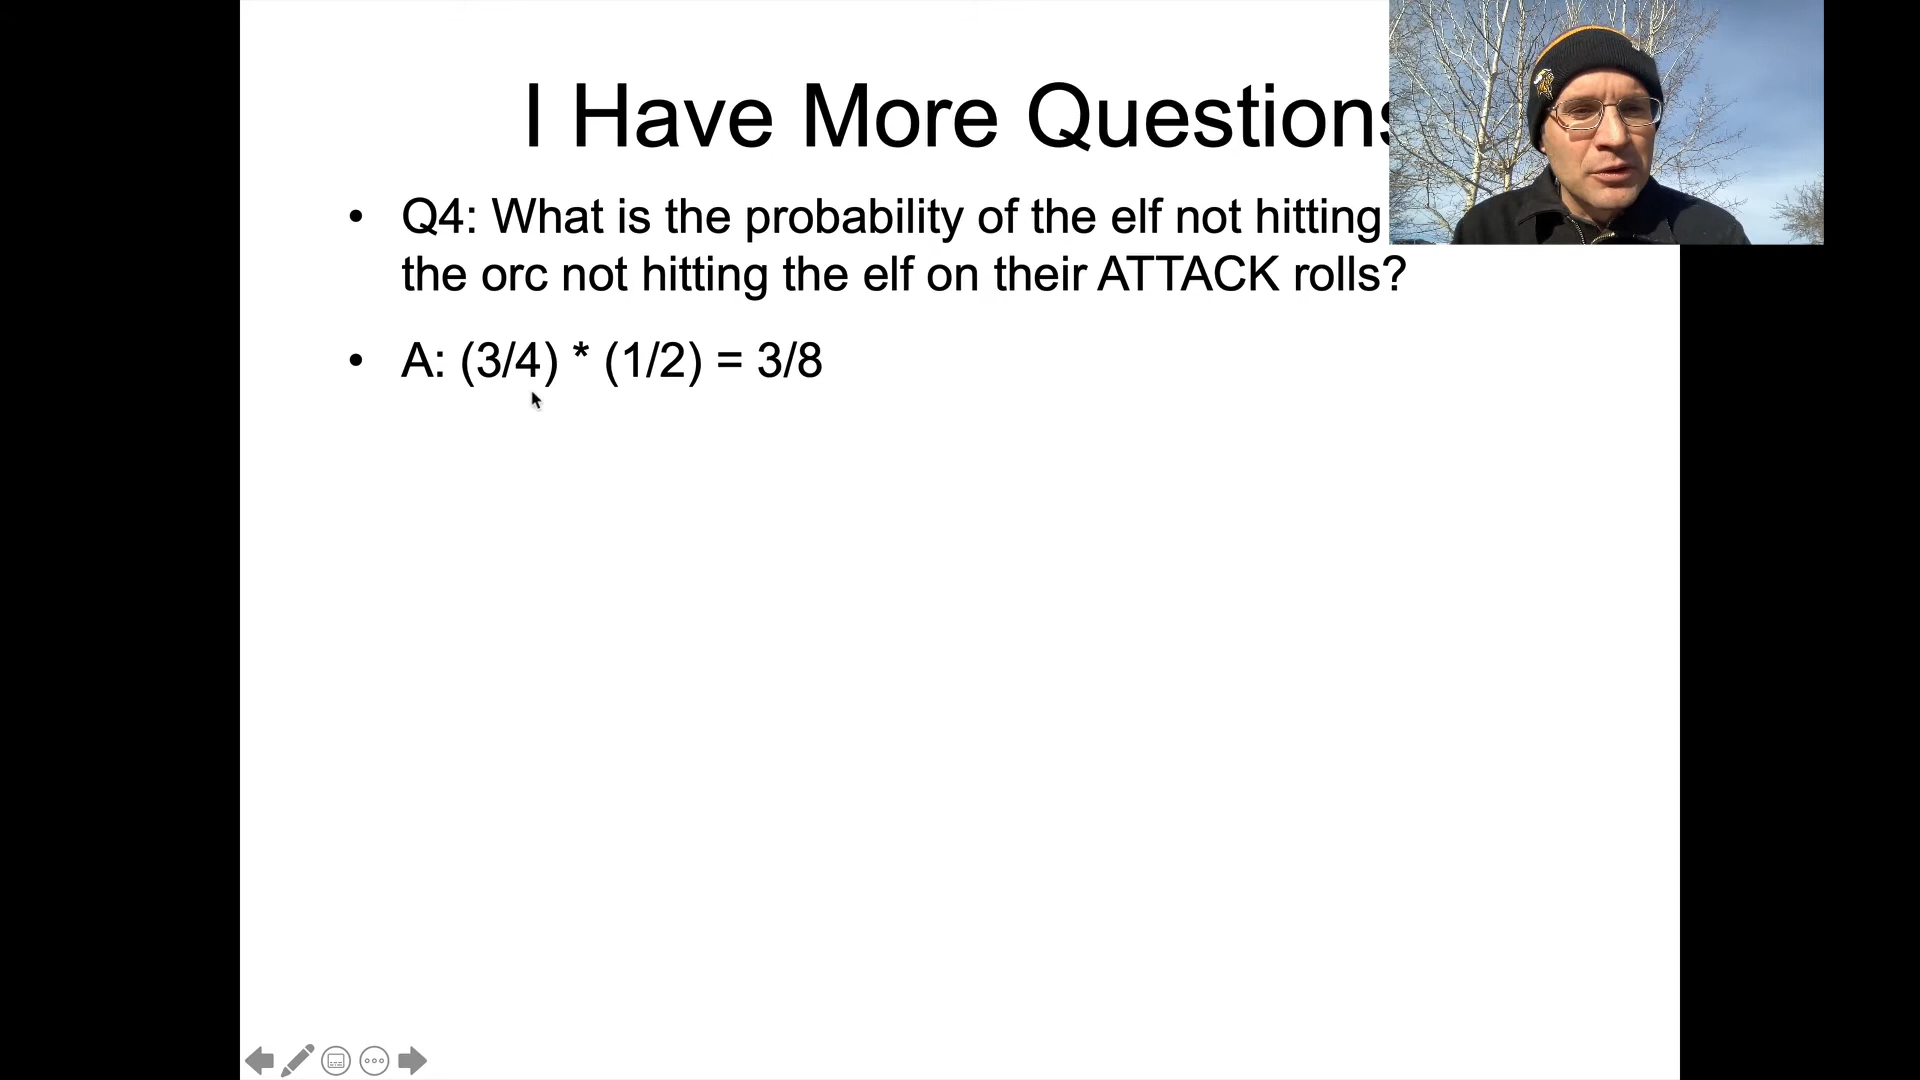 I Have More Questions
• Q4: What is the probability of the elf not hitting
the orc not hitting the elf on their ATTACK rolls?
• A: (3/4) * (1/2) = 3/8